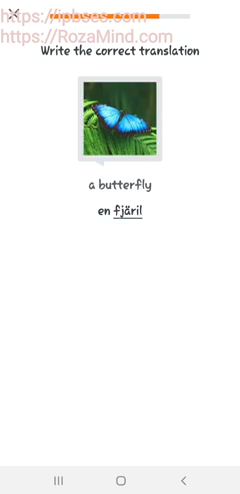 https://ipbses.com
https://RozaMind.com
Write the correct translation
a butterfly
en fjäril